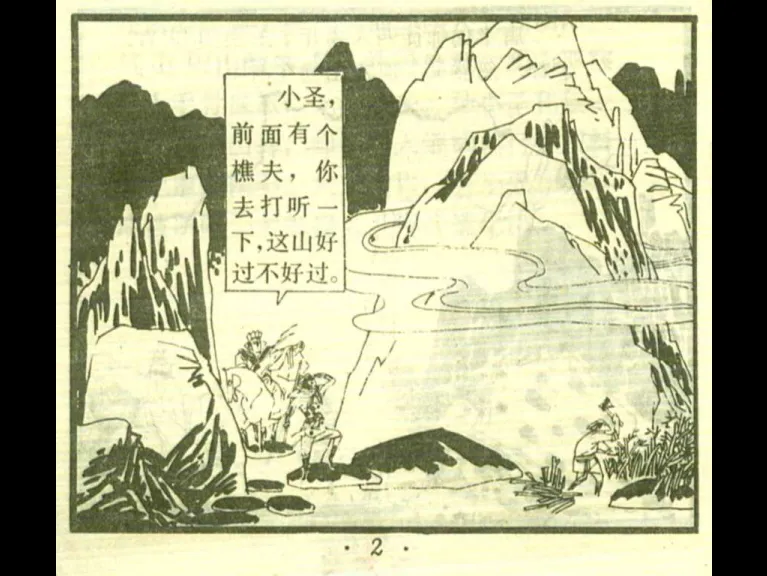 小圣，
前面有个
樵夫，你
去打听一
下，这山好
过不好过。
· 2 ·